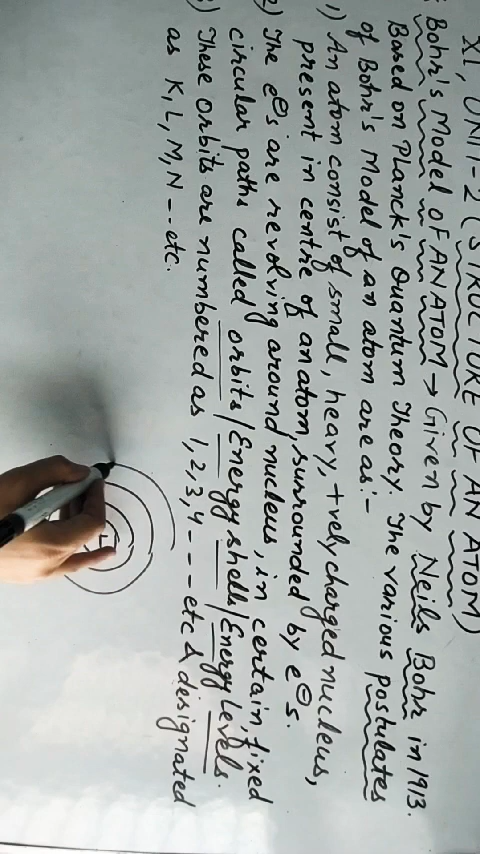 XI, UNIT-2 (STRUCTURE OF AN ATOM)
Bohr's Model OF AN ATOM → Given by Neils Bohr in 1913.
Based on Planck's Quantum Theory. The various postulates
of Bohr's Model of an atom are as:-
1) An atom consist of small, heavy, +vely charged nucleus,
present in centre of an atom, surrounded by e⊖s.
2) The e⊖s are revolving around nucleus, in certain, fixed
circular paths called orbits/Energy shells/Energy levels.
3) These orbits are numbered as 1,2,3,4 ----etc & designated
as K, L, M, N --etc.